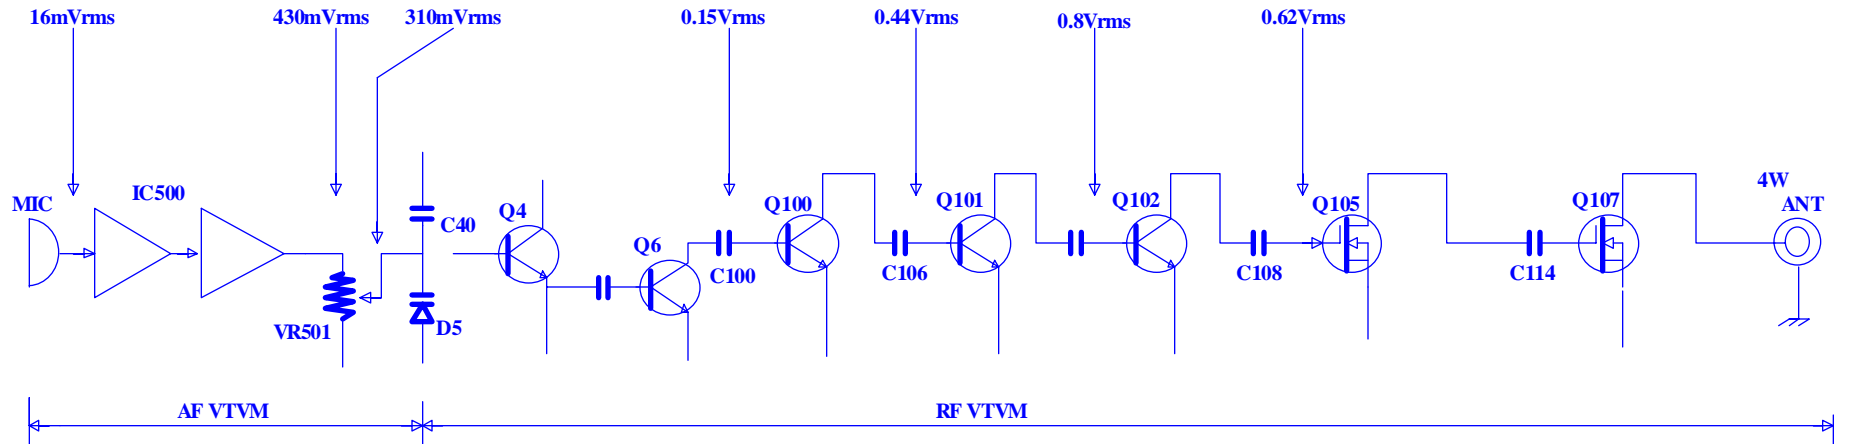 16mVrms 430mVrms 310mVrms 0.15Vrms 0.44Vrms 0.8Vrms 0.62Vrms
MIC
IC500
VR501
C40
D5
Q4
Q6
C100
Q100
C106
Q101
Q102
C108
Q105
C114
Q107
4W
ANT
AF VTVM
RF VTVM